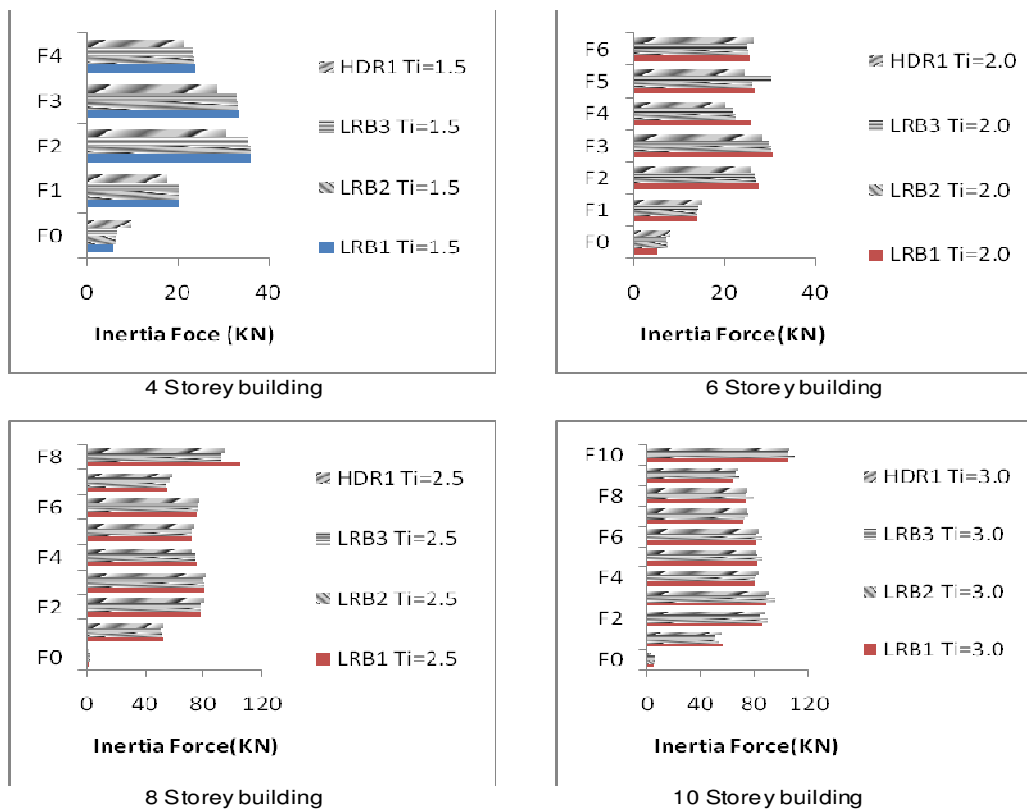 F4
F3
F2
F1
F0
0 20 40
Inertia Foce (KN)
HDR1 Ti=1.5
LRB3 Ti=1.5
LRB2 Ti=1.5
LRB1 Ti=1.5
4 Storey building
F6
F5
F4
F3
F2
F1
F0
0 20 40
Inertia Force(KN)
HDR1 Ti=2.0
LRB3 Ti=2.0
LRB2 Ti=2.0
LRB1 Ti=2.0
6 Storey building
F8
F6
F4
F2
F0
0 40 80 120
Inertia Force(KN)
HDR1 Ti=2.5
LRB3 Ti=2.5
LRB2 Ti=2.5
LRB1 Ti=2.5
8 Storey building
F10
F8
F6
F4
F2
F0
0 40 80 120
Inertia Force(KN)
HDR1 Ti=3.0
LRB3 Ti=3.0
LRB2 Ti=3.0
LRB1 Ti=3.0
10 Storey building